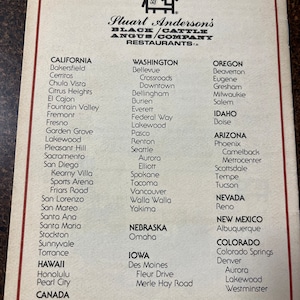 Stuart Anderson's
BLACK / CATTLE
ANGUS / COMPANY
RESTAURANTS
CALIFORNIA
Bakersfield
Cerritos
Chula Vista
Citrus Heights
El Cajon
Fountain Valley
Fremont
Fresno
Garden Grove
Lakewood
Pleasant Hill
Sacramento
San Diego
Kearny Villa
Sports Arena
Friars Road
San Lorenzo
San Mateo
Santa Ana
Santa Maria
Stockton
Sunnyvale
Torrance
HAWAII
Honolulu
Pearl City
CANADA
WASHINGTON
Bellevue
Crossroads
Downtown
Bellingham
Burien
Everett
Federal Way
Lakewood
Pasco
Renton
Seattle
Aurora
Elliott
Spokane
Tacoma
Vancouver
Walla Walla
Yakima
NEBRASKA
Omaha
IOWA
Des Moines
Fleur Drive
Merle Hay Road
OREGON
Beaverton
Eugene
Gresham
Milwaukie
Salem
IDAHO
Boise
ARIZONA
Phoenix
Camelback
Metrocenter
Scottsdale
Tempe
Tucson
NEVADA
Reno
NEW MEXICO
Albuquerque
COLORADO
Colorado Springs
Denver
Aurora
Lakewood
Westminster